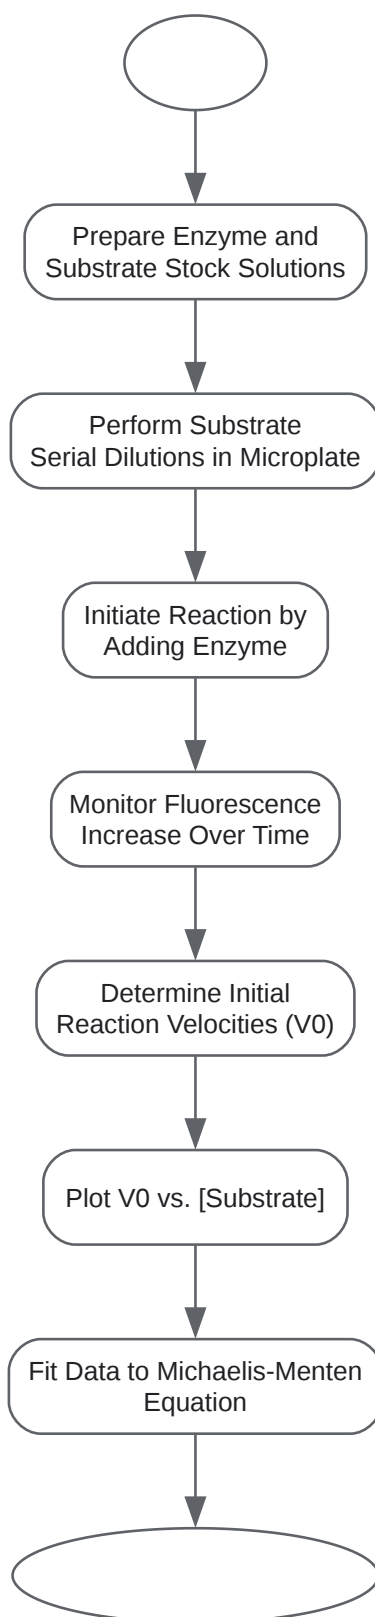 Prepare Enzyme and
Substrate Stock Solutions
Perform Substrate
Serial Dilutions in Microplate
Initiate Reaction by
Adding Enzyme
Monitor Fluorescence
Increase Over Time
Determine Initial
Reaction Velocities (V0)
Plot V0 vs. [Substrate]
Fit Data to Michaelis-Menten
Equation